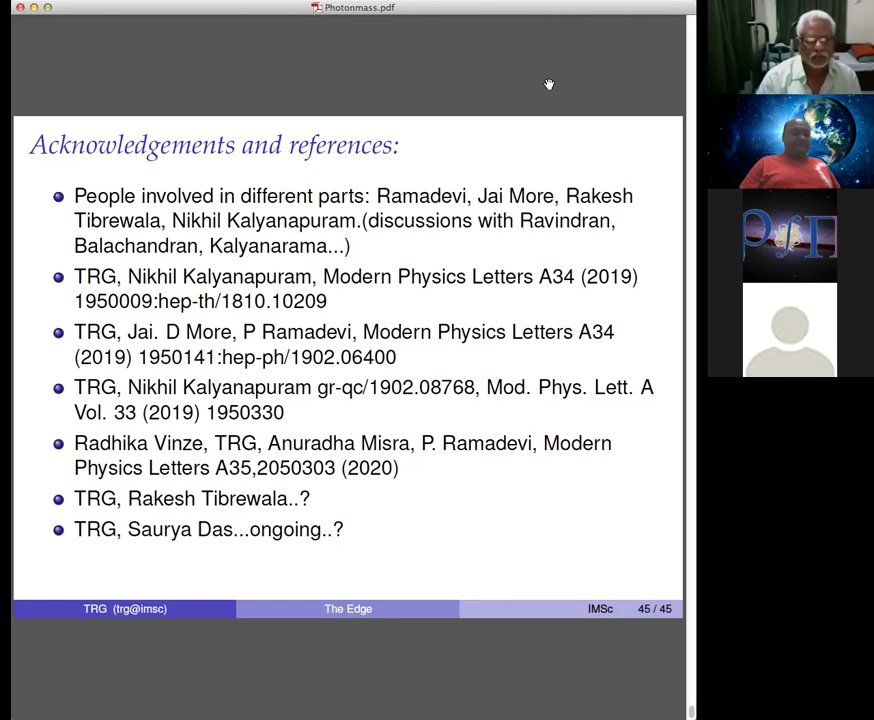 Photonmass.pdf
Acknowledgements and references:
People involved in different parts: Ramadevi, Jai More, Rakesh
Tibrewala, Nikhil Kalyanapuram.(discussions with Ravindran,
Balachandran, Kalyanarama...)
TRG, Nikhil Kalyanapuram, Modern Physics Letters A34 (2019)
1950009:hep-th/1810.10209
TRG, Jai. D More, P Ramadevi, Modern Physics Letters A34
(2019) 1950141:hep-ph/1902.06400
TRG, Nikhil Kalyanapuram gr-qc/1902.08768, Mod. Phys. Lett. A
Vol. 33 (2019) 1950330
Radhika Vinze, TRG, Anuradha Misra, P. Ramadevi, Modern
Physics Letters A35,2050303 (2020)
TRG, Rakesh Tibrewala..?
TRG, Saurya Das...ongoing..?
TRG (trg@imsc) The Edge IMSc 45 / 45